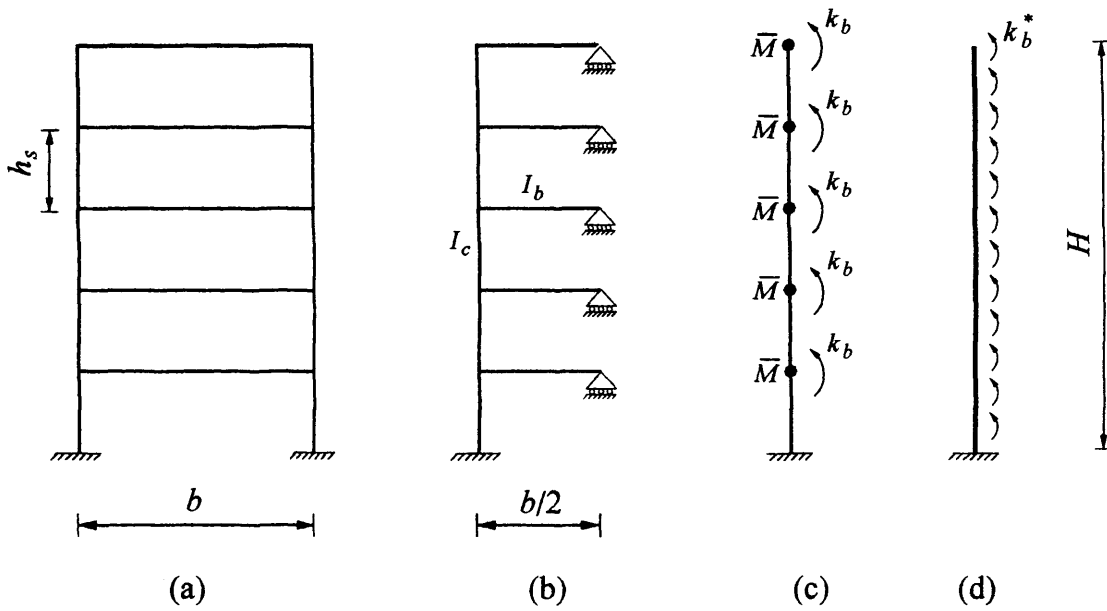 h_s
I_b
I_c
b
b/2
M̅ k_b
M̅ k_b
M̅ k_b
M̅ k_b
M̅ k_b
k_b^*
H
(a) (b) (c) (d)